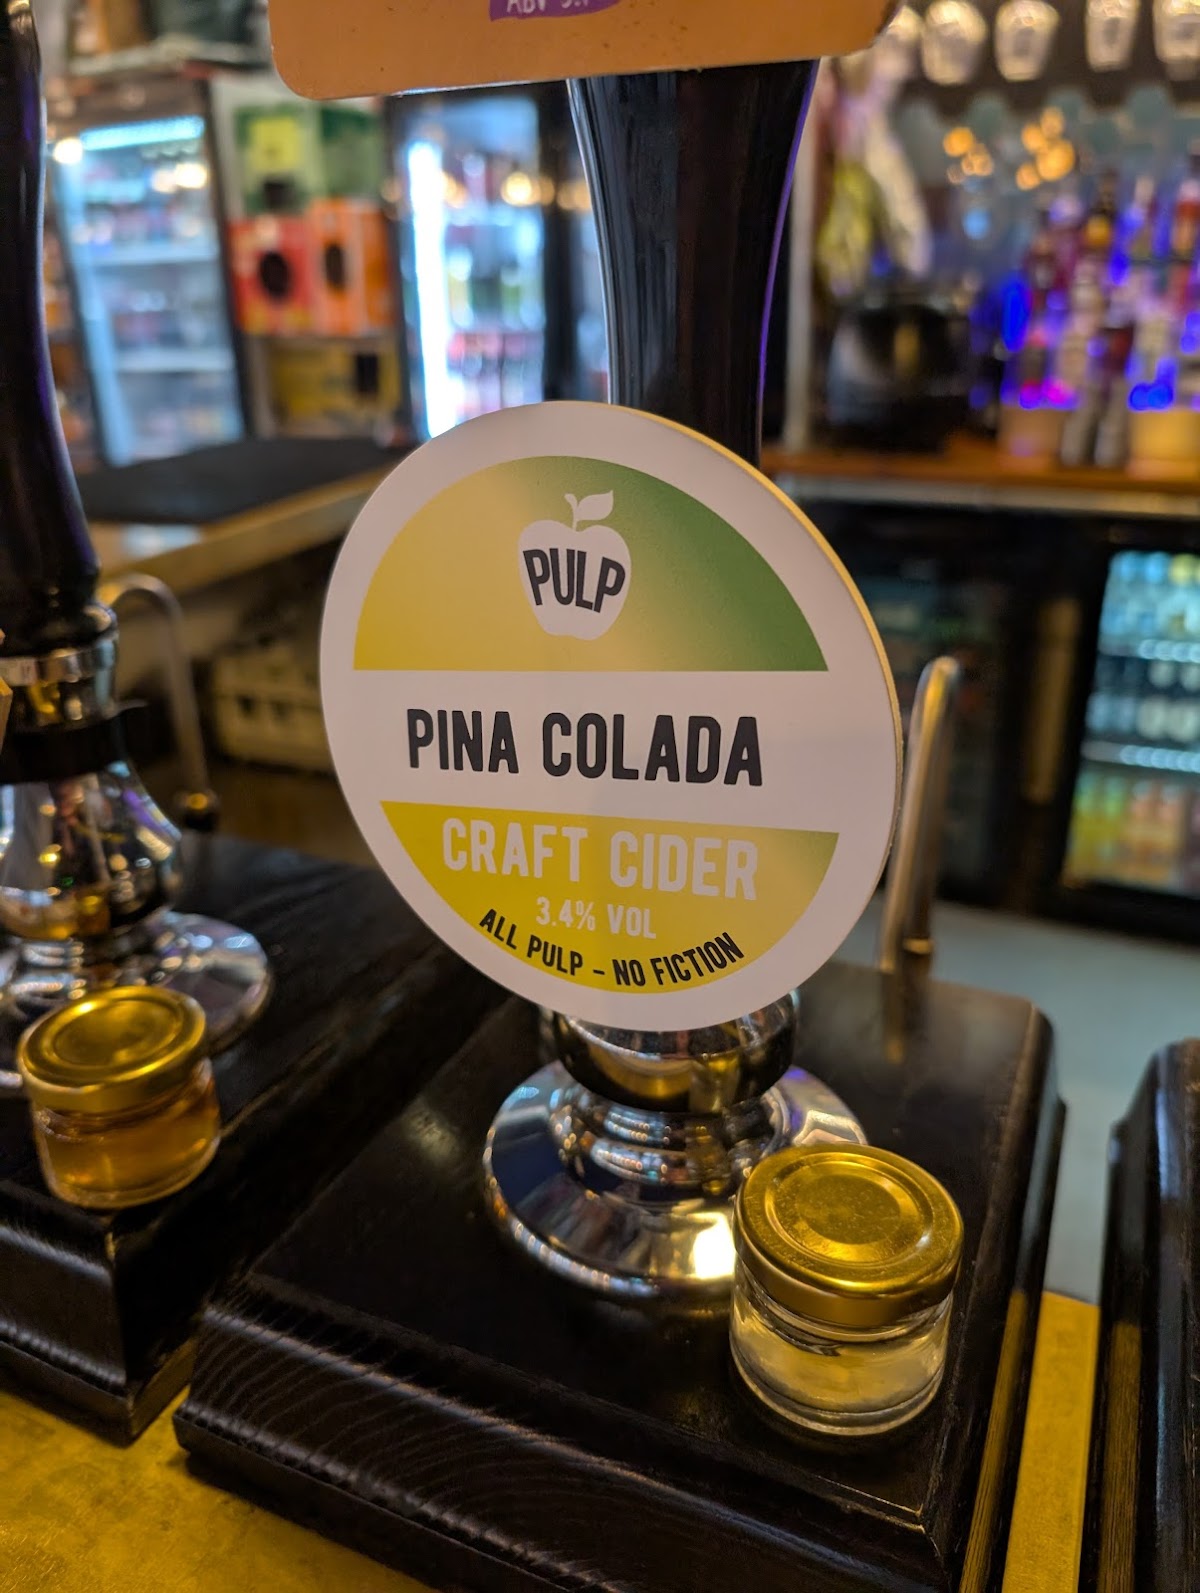 PULP
PINA COLADA
CRAFT CIDER
3.4% VOL
ALL PULP - NO FICTION